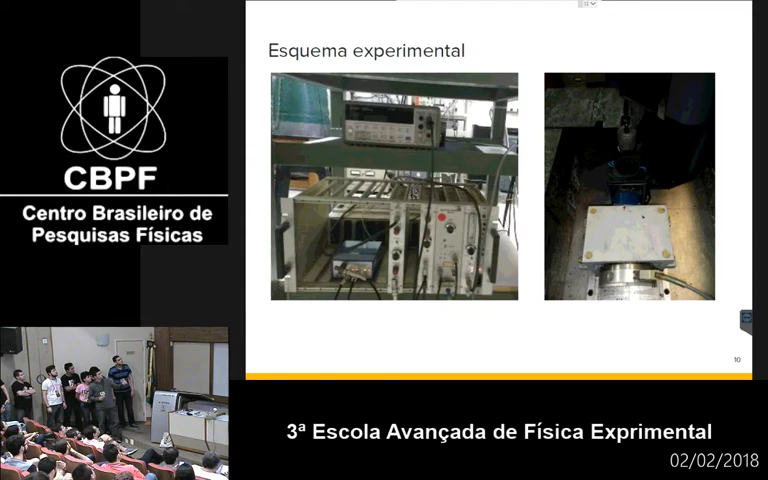 CBPF
Centro Brasileiro de
Pesquisas Físicas
Esquema experimental
10
3ª Escola Avançada de Física Exprimental
02/02/2018